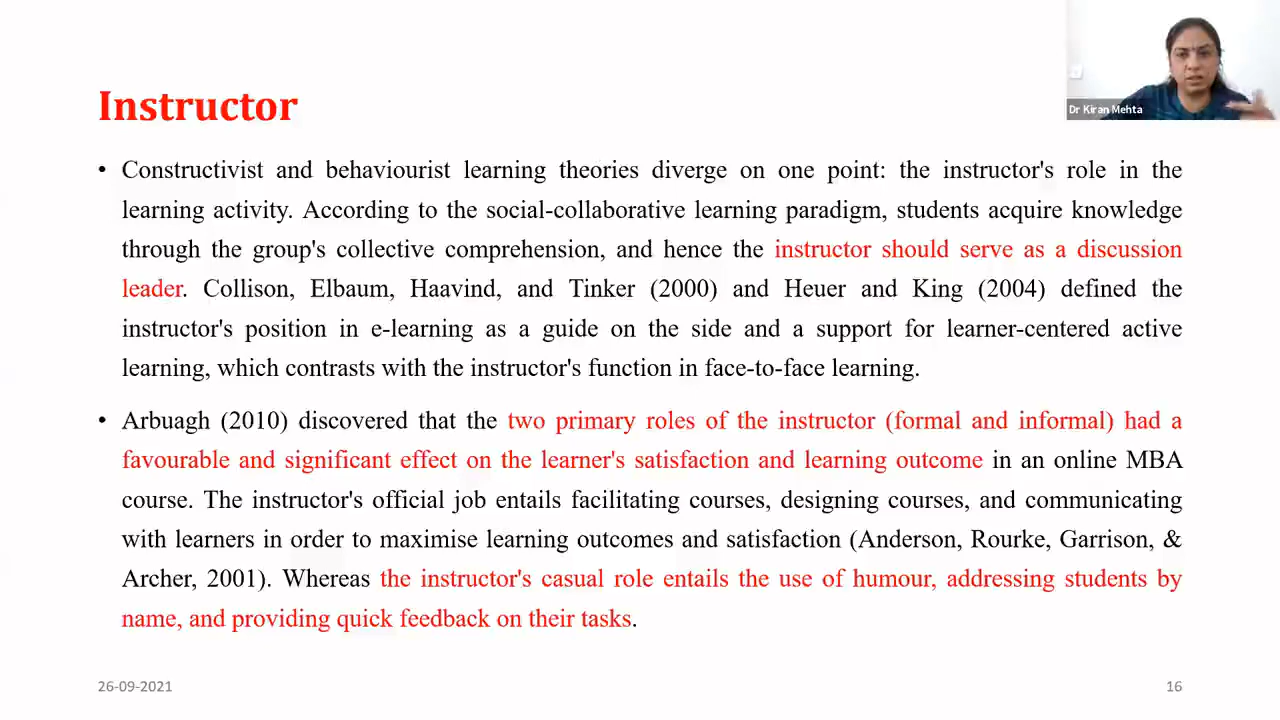 Dr Kiran Mehta
Instructor
• Constructivist and behaviourist learning theories diverge on one point: the instructor's role in the
learning activity. According to the social-collaborative learning paradigm, students acquire knowledge
through the group's collective comprehension, and hence the instructor should serve as a discussion
leader. Collison, Elbaum, Haavind, and Tinker (2000) and Heuer and King (2004) defined the
instructor's position in e-learning as a guide on the side and a support for learner-centered active
learning, which contrasts with the instructor's function in face-to-face learning.
• Arbuagh (2010) discovered that the two primary roles of the instructor (formal and informal) had a
favourable and significant effect on the learner's satisfaction and learning outcome in an online MBA
course. The instructor's official job entails facilitating courses, designing courses, and communicating
with learners in order to maximise learning outcomes and satisfaction (Anderson, Rourke, Garrison, &
Archer, 2001). Whereas the instructor's casual role entails the use of humour, addressing students by
name, and providing quick feedback on their tasks.
26-09-2021
16